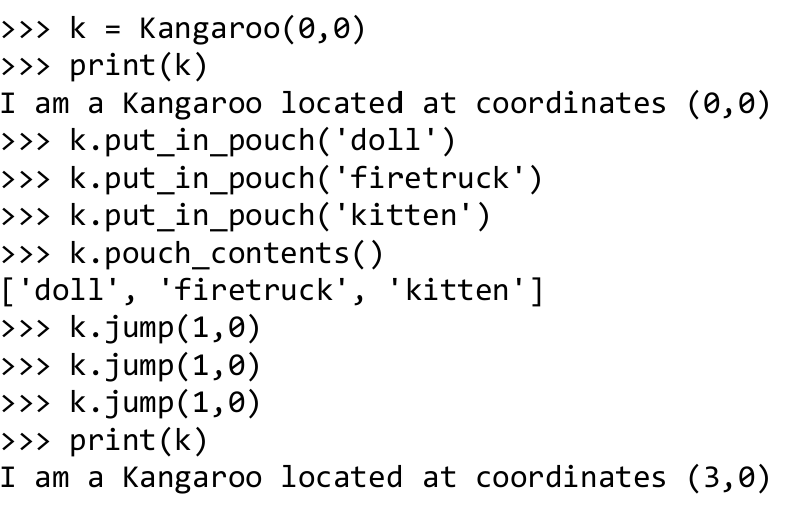 >>> k = Kangaroo(0,0)
>>> print(k)
I am a Kangaroo located at coordinates (0,0)
>>> k.put_in_pouch('doll')
>>> k.put_in_pouch('firetruck')
>>> k.put_in_pouch('kitten')
>>> k.pouch_contents()
['doll', 'firetruck', 'kitten']
>>> k.jump(1,0)
>>> k.jump(1,0)
>>> k.jump(1,0)
>>> print(k)
I am a Kangaroo located at coordinates (3,0)